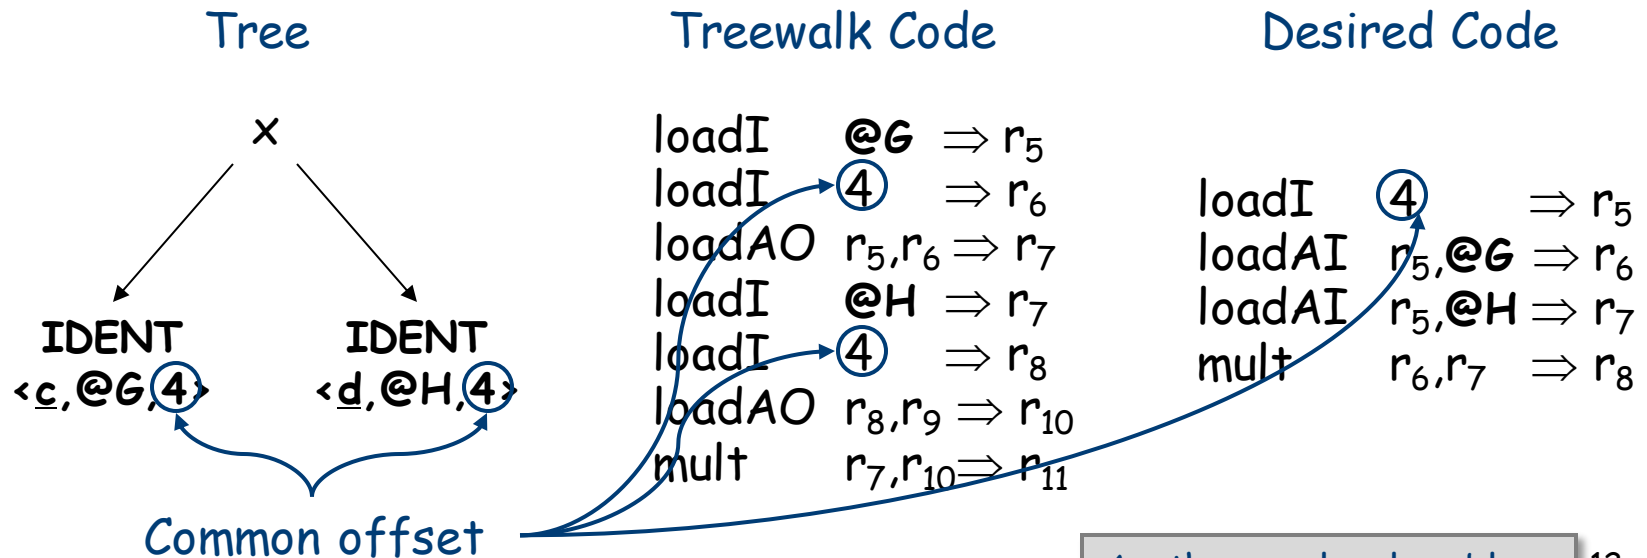 Tree
x
IDENT IDENT
<c,@G,4> <d,@H,4>
Common offset
Treewalk Code
loadI @G ⇒ r5
loadI 4 ⇒ r6
loadAO r5,r6 ⇒ r7
loadI @H ⇒ r7
loadI 4 ⇒ r8
loadAO r8,r9 ⇒ r10
mult r7,r10 ⇒ r11
Desired Code
loadI 4 ⇒ r5
loadAI r5,@G ⇒ r6
loadAI r5,@H ⇒ r7
mult r6,r7 ⇒ r8